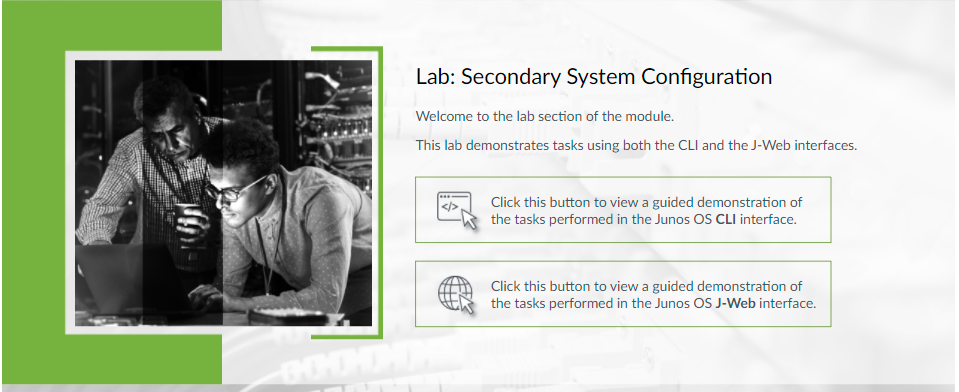 Lab: Secondary System Configuration
Welcome to the lab section of the module.
This lab demonstrates tasks using both the CLI and the J-Web interfaces.
</>
Click this button to view a guided demonstration of
the tasks performed in the Junos OS CLI interface.
Click this button to view a guided demonstration of
the tasks performed in the Junos OS J-Web interface.